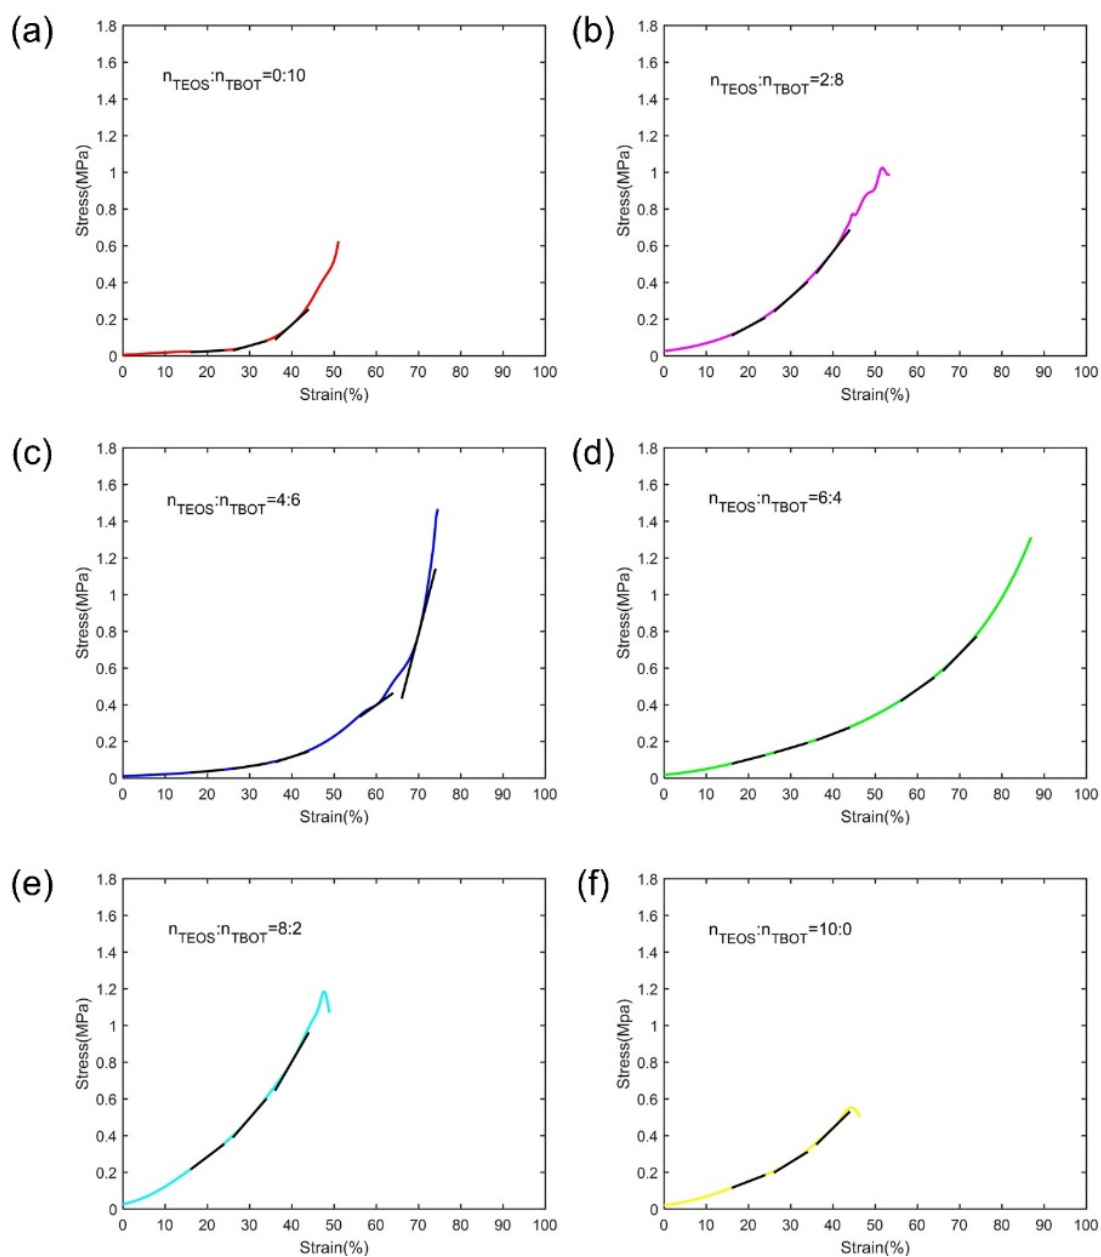 (a)
1.8
1.6
1.4
1.2
1
0.8
0.6
0.4
0.2
0
Stress(MPa)
nTEOS:nTBOT=0:10
0 10 20 30 40 50 60 70 80 90 100
Strain(%)
(b)
1.8
1.6
1.4
1.2
1
0.8
0.6
0.4
0.2
0
Stress(MPa)
nTEOS:nTBOT=2:8
0 10 20 30 40 50 60 70 80 90 100
Strain(%)
(c)
1.8
1.6
1.4
1.2
1
0.8
0.6
0.4
0.2
0
Stress(MPa)
nTEOS:nTBOT=4:6
0 10 20 30 40 50 60 70 80 90 100
Strain(%)
(d)
1.8
1.6
1.4
1.2
1
0.8
0.6
0.4
0.2
0
Stress(MPa)
nTEOS:nTBOT=6:4
0 10 20 30 40 50 60 70 80 90 100
Strain(%)
(e)
1.8
1.6
1.4
1.2
1
0.8
0.6
0.4
0.2
0
Stress(MPa)
nTEOS:nTBOT=8:2
0 10 20 30 40 50 60 70 80 90 100
Strain(%)
(f)
1.8
1.6
1.4
1.2
1
0.8
0.6
0.4
0.2
0
Stress(Mpa)
nTEOS:nTBOT=10:0
0 10 20 30 40 50 60 70 80 90 100
Strain(%)